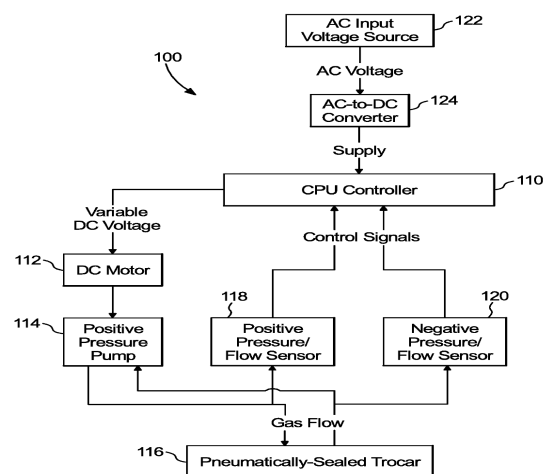 AC Input
Voltage Source
122
100
AC Voltage
AC-to-DC
Converter
124
Supply
CPU Controller
110
Variable
DC Voltage
Control Signals
112
DC Motor
114
Positive
Pressure
Pump
118
Positive
Pressure/
Flow Sensor
120
Negative
Pressure/
Flow Sensor
Gas Flow
116
Pneumatically-Sealed Trocar